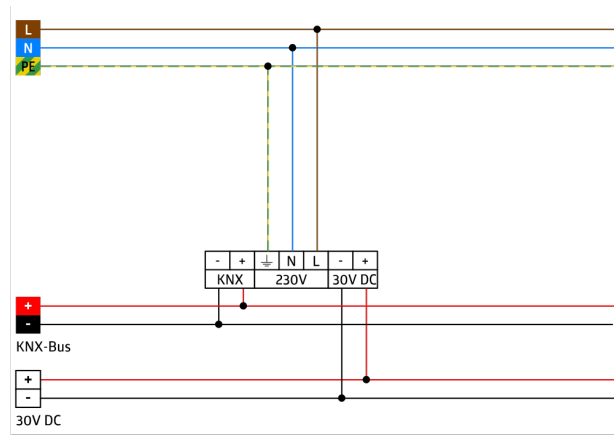 L
N
PE
- + ⏚ N L - +
KNX 230V 30V DC
+
-
KNX-Bus
+
-
30V DC